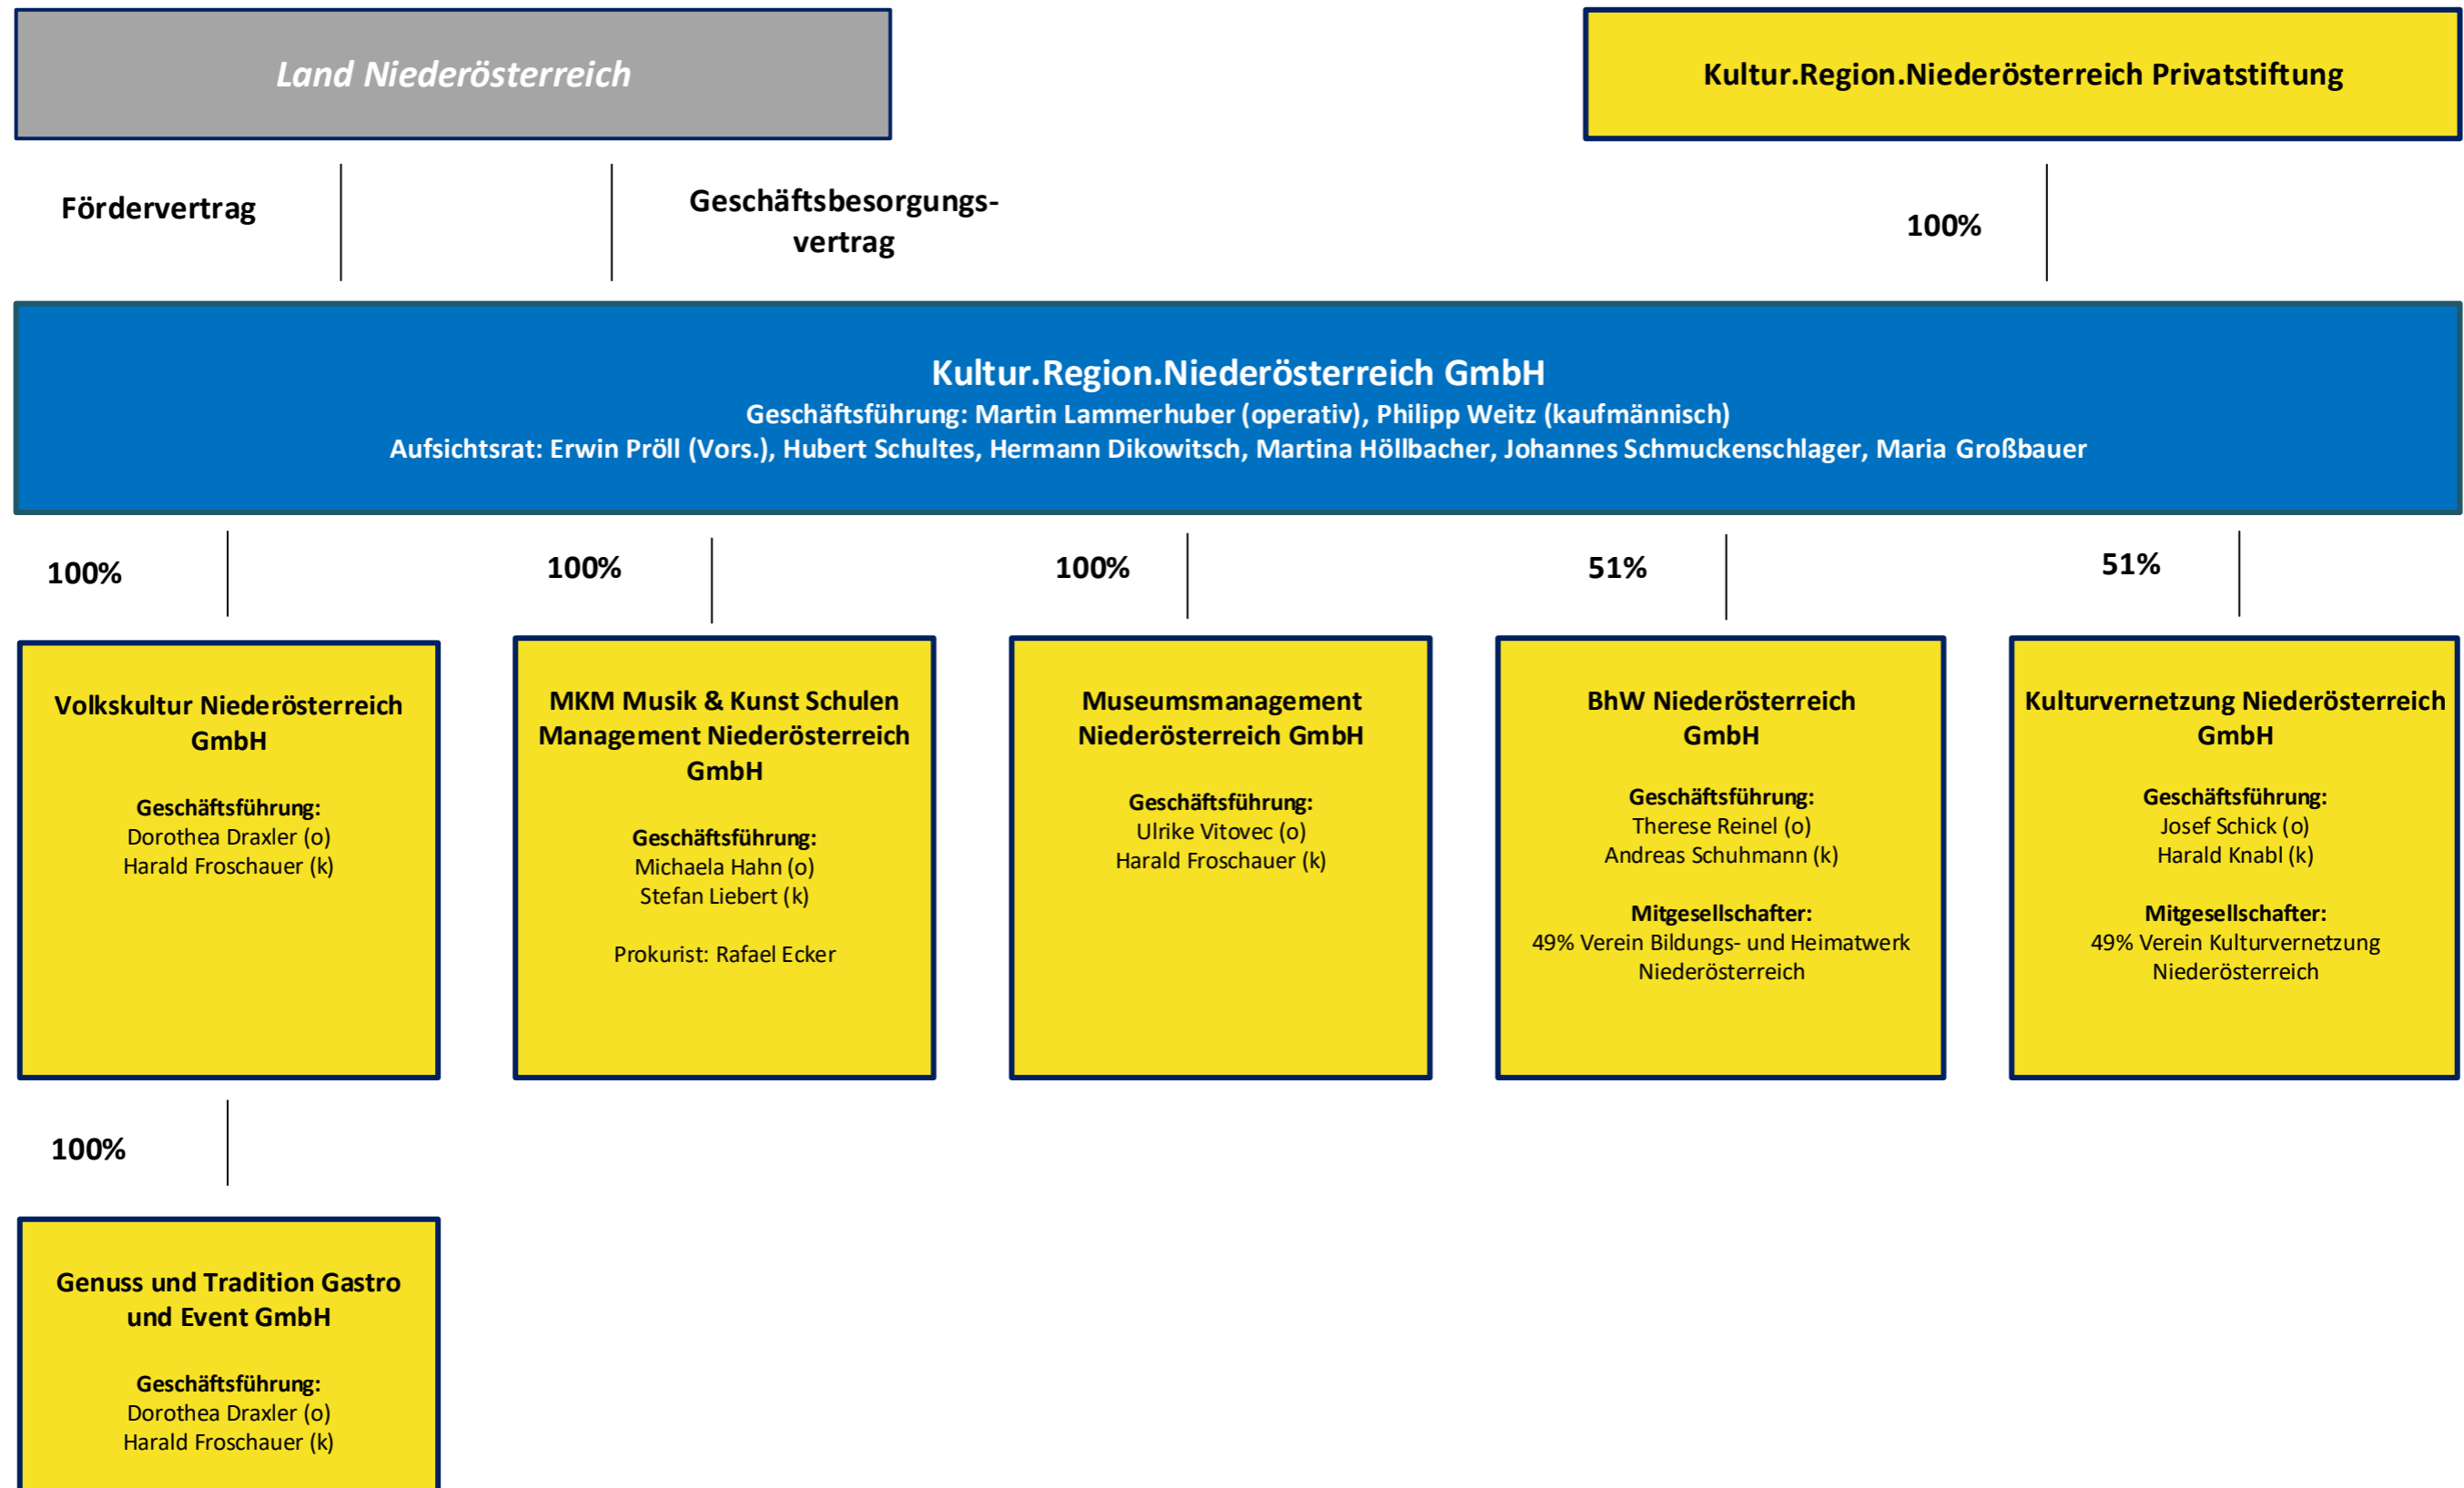 Land Niederösterreich
Kultur.Region.Niederösterreich Privatstiftung
Fördervertrag
Geschäftsbesorgungs-
vertrag
100%
Kultur.Region.Niederösterreich GmbH
Geschäftsführung: Martin Lammerhuber (operativ), Philipp Weitz (kaufmännisch)
Aufsichtsrat: Erwin Pröll (Vors.), Hubert Schultes, Hermann Dikowitsch, Martina Höllbacher, Johannes Schmuckenschlager, Maria Großbauer
100%
100%
100%
51%
51%
Volkskultur Niederösterreich
GmbH
Geschäftsführung:
Dorothea Draxler (o)
Harald Froschauer (k)
MKM Musik & Kunst Schulen
Management Niederösterreich
GmbH
Geschäftsführung:
Michaela Hahn (o)
Stefan Liebert (k)
Prokurist: Rafael Ecker
Museumsmanagement
Niederösterreich GmbH
Geschäftsführung:
Ulrike Vitovec (o)
Harald Froschauer (k)
BhW Niederösterreich
GmbH
Geschäftsführung:
Therese Reinel (o)
Andreas Schuhmann (k)
Mitgesellschafter:
49% Verein Bildungs- und Heimatwerk
Niederösterreich
Kulturvernetzung Niederösterreich
GmbH
Geschäftsführung:
Josef Schick (o)
Harald Knabl (k)
Mitgesellschafter:
49% Verein Kulturvernetzung
Niederösterreich
100%
Genuss und Tradition Gastro
und Event GmbH
Geschäftsführung:
Dorothea Draxler (o)
Harald Froschauer (k)